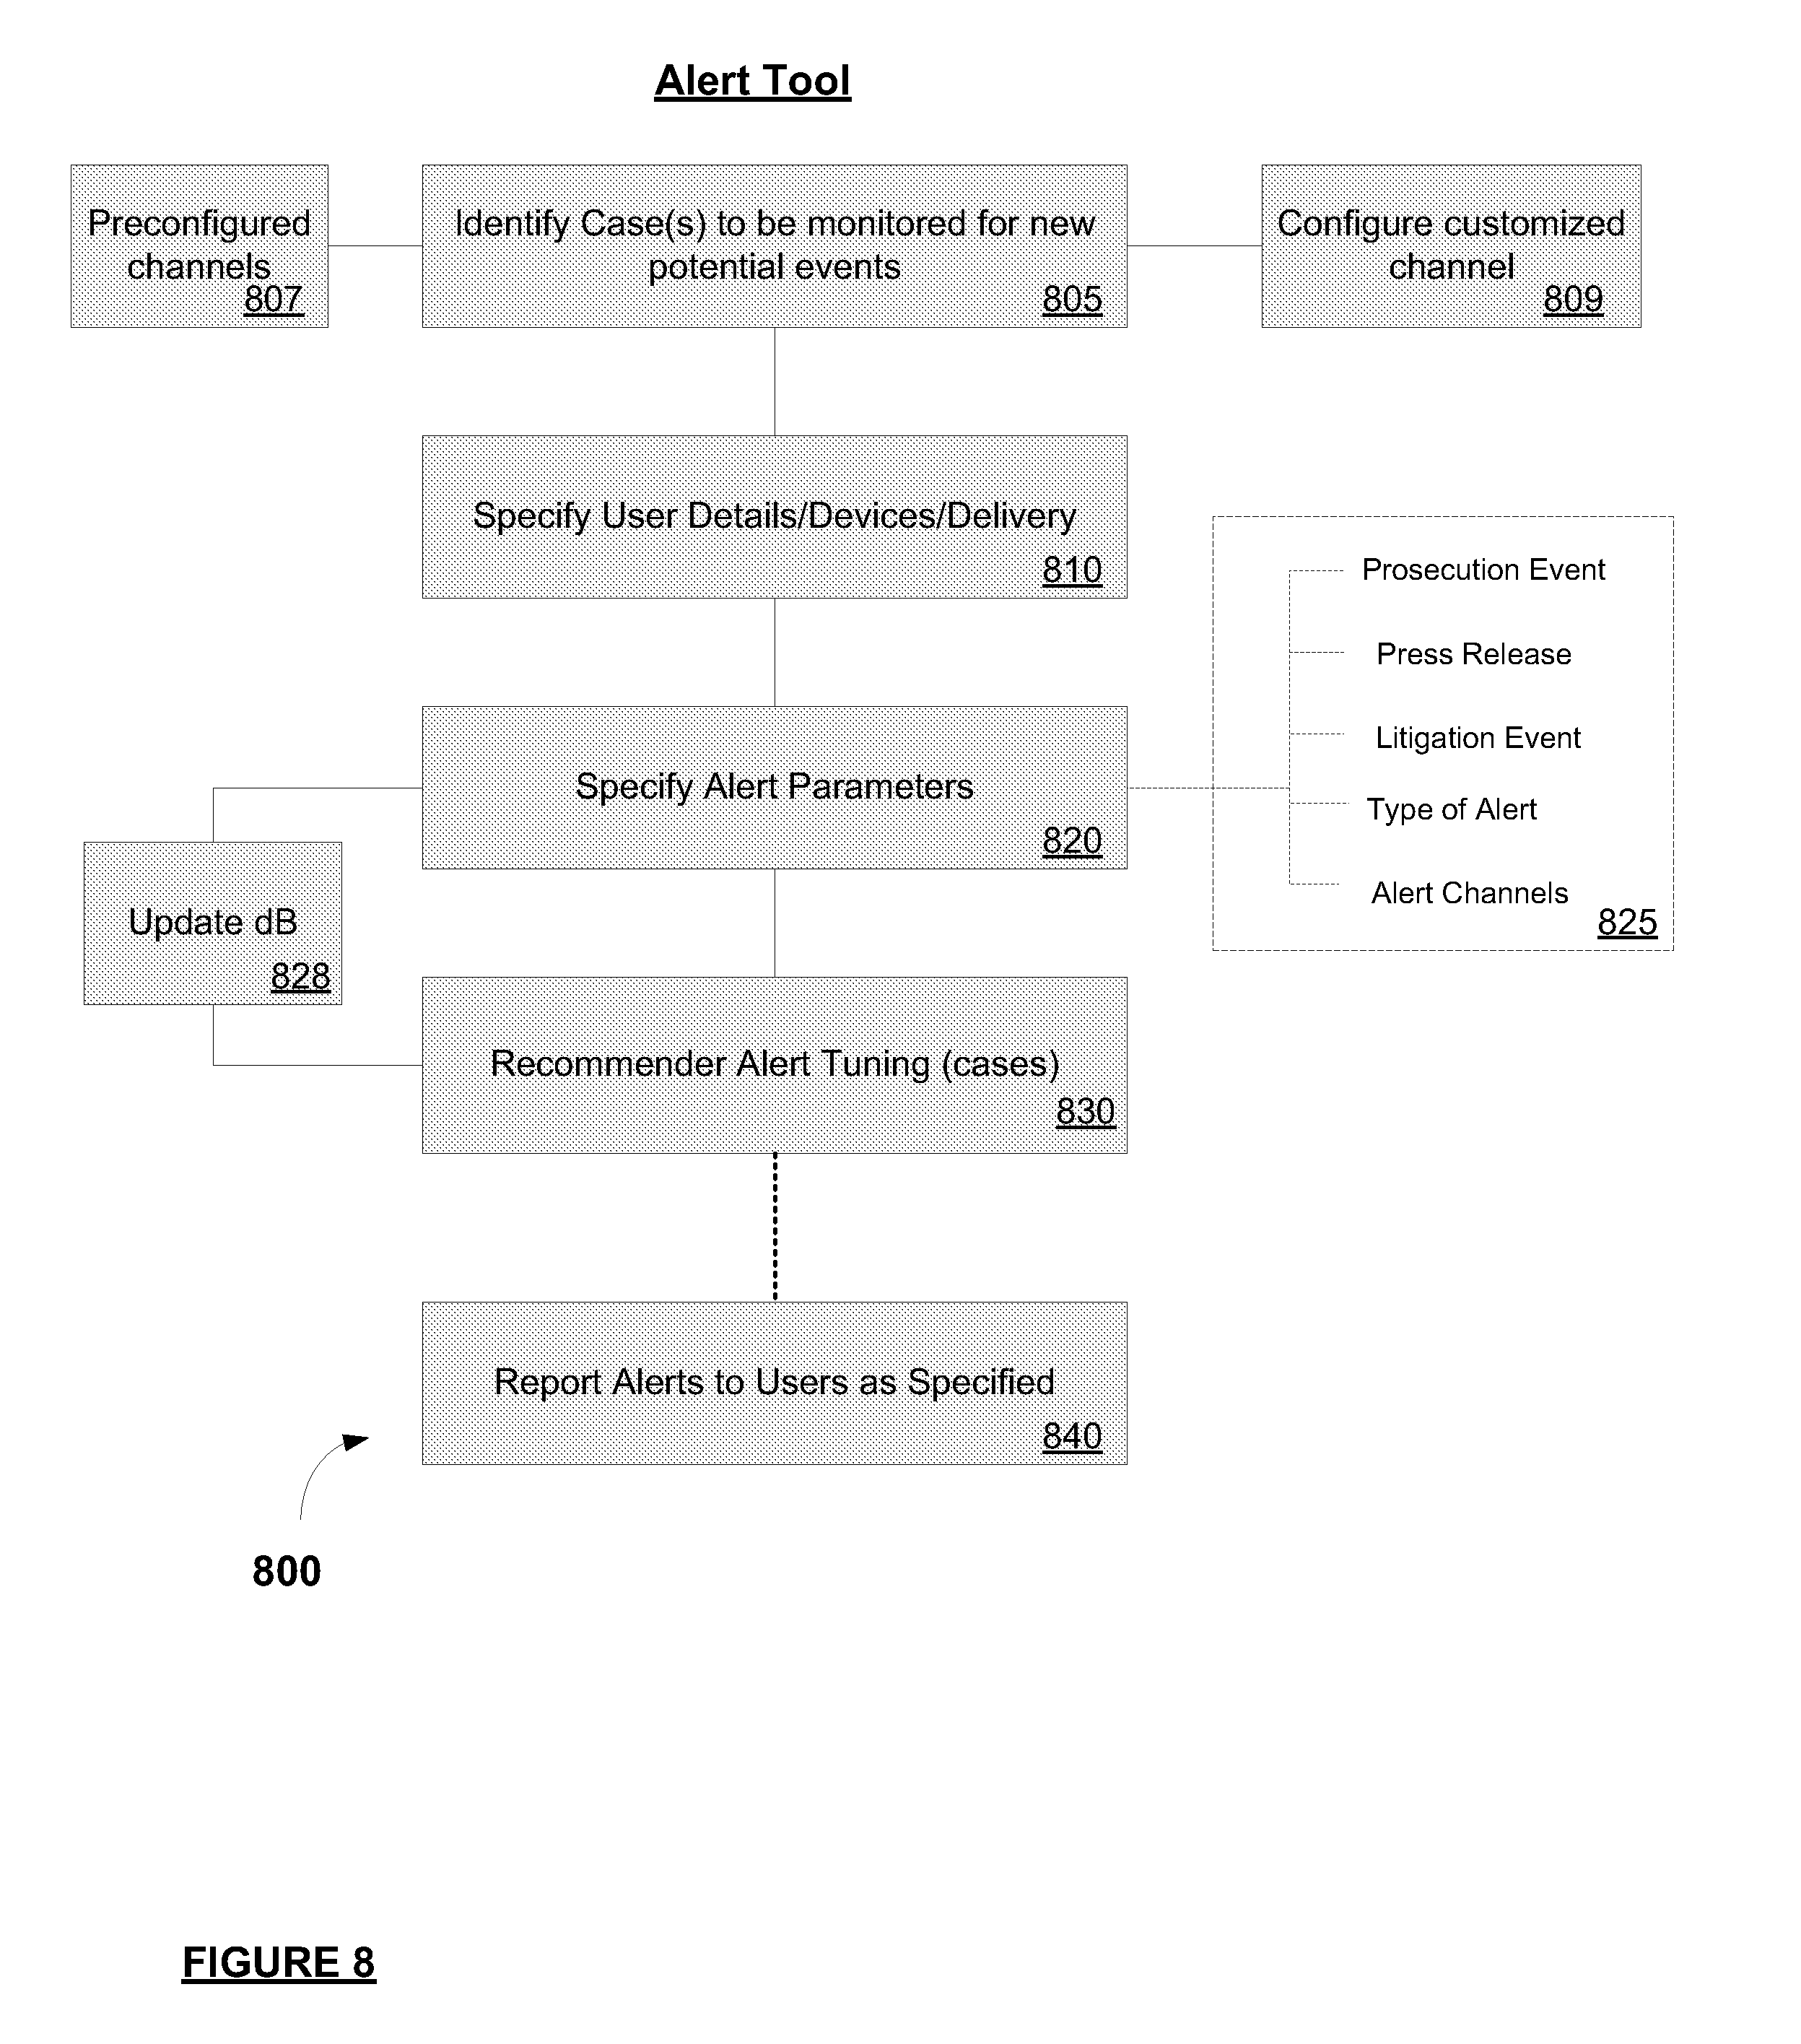 Alert Tool
Preconfigured
channels
807
Identify Case(s) to be monitored for new
potential events
805
Configure customized
channel
809
Specify User Details/Devices/Delivery
810
Specify Alert Parameters
820
Prosecution Event
Press Release
Litigation Event
Type of Alert
Alert Channels
825
Update dB
828
Recommender Alert Tuning (cases)
830
Report Alerts to Users as Specified
840
800
FIGURE 8